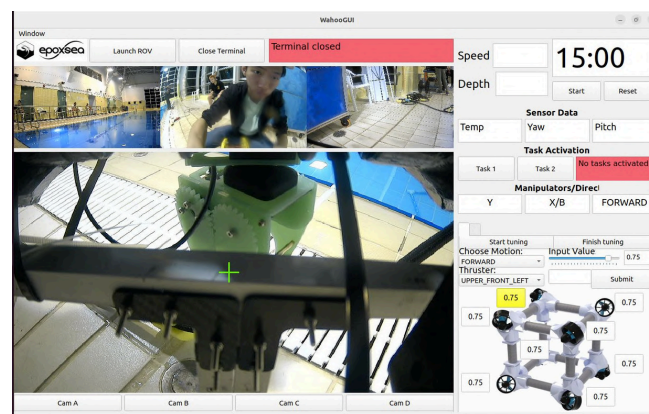 WahooGUI
Window
epoxsea
Launch ROV
Close Terminal
Terminal closed
Speed
15:00
Depth
Start
Reset
Sensor Data
Temp
Yaw
Pitch
Task Activation
Task 1
Task 2
No tasks activated
Manipulators/Direc
Y
X/B
FORWARD
Start tuning
Finish tuning
Choose Motion:
Input Value
FORWARD
0.75
Thruster:
UPPER_FRONT_LEFT
Submit
0.75
0.75
0.75
0.75
0.75
0.75
0.75
0.75
Cam A
Cam B
Cam C
Cam D